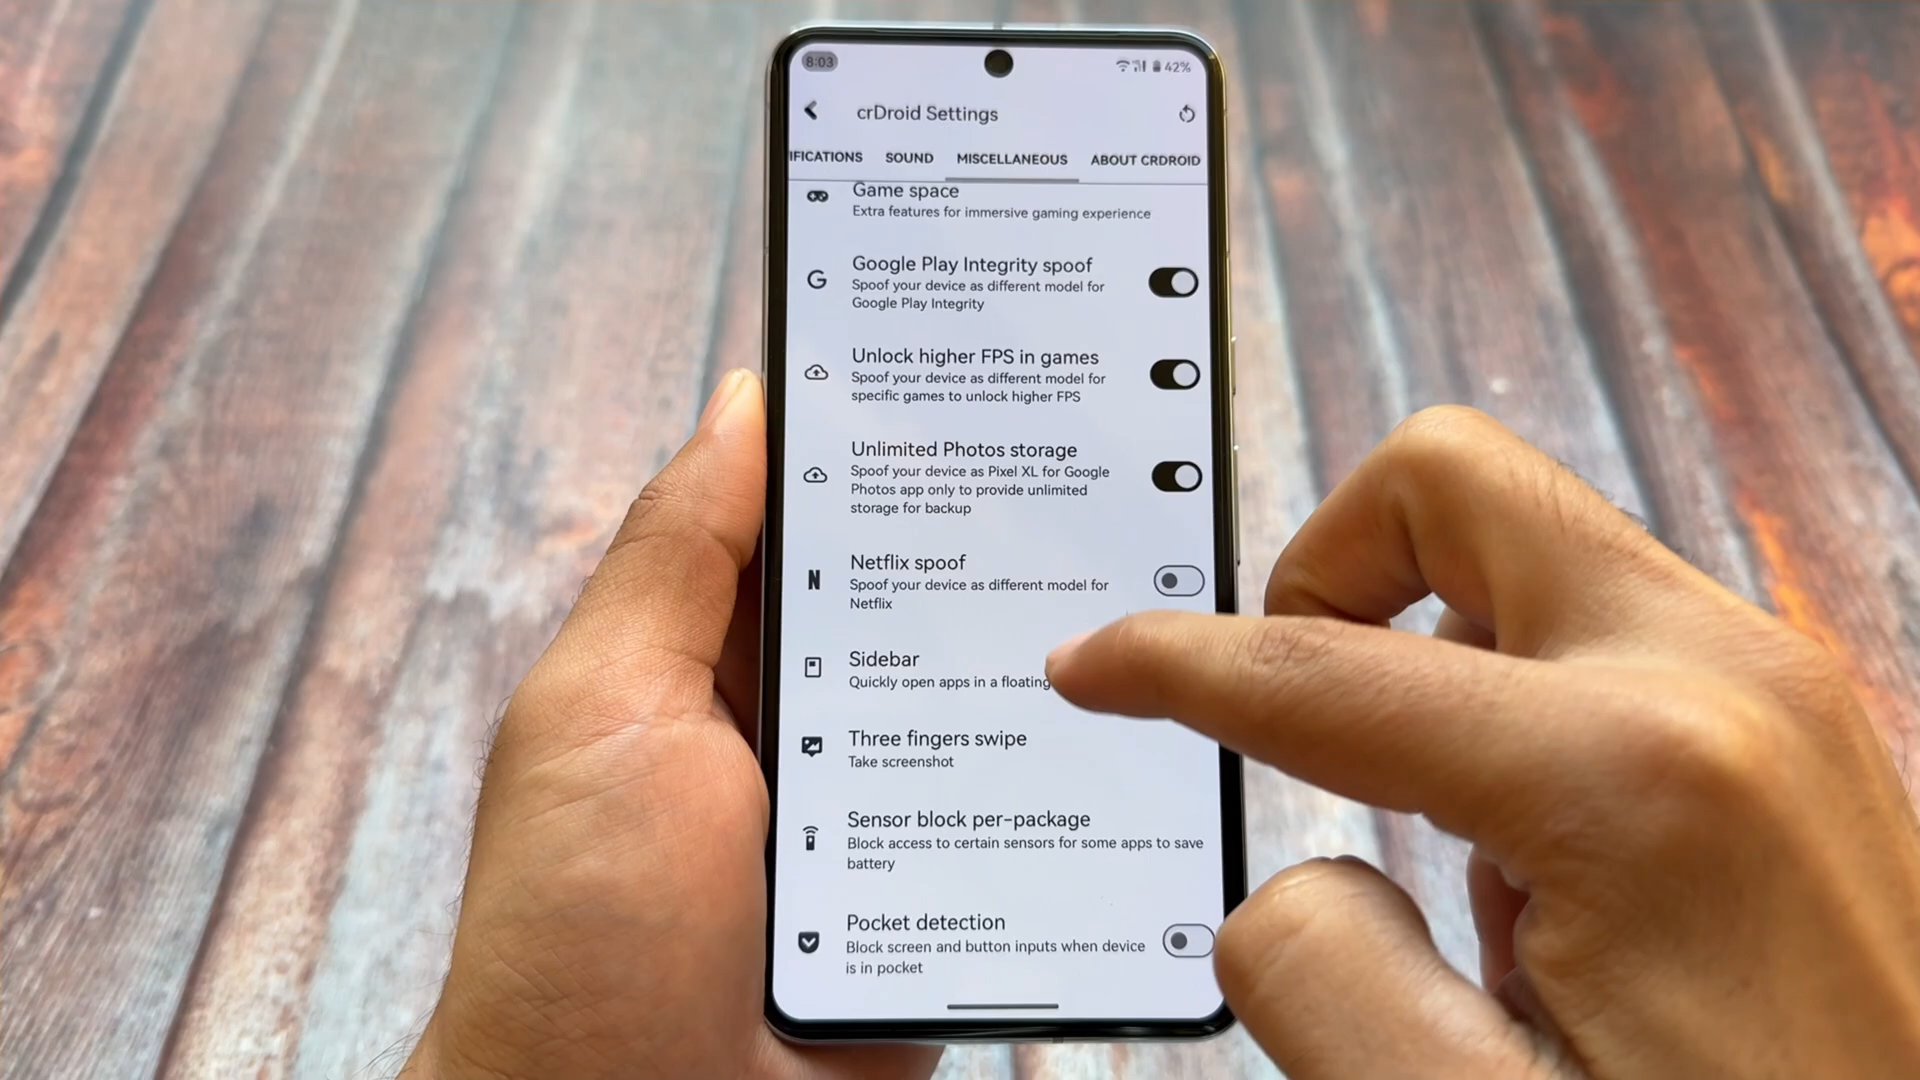 8:03
42%
crDroid Settings
IFICATIONS SOUND MISCELLANEOUS ABOUT CRDROID
Game space
Extra features for immersive gaming experience
Google Play Integrity spoof
Spoof your device as different model for
Google Play Integrity
Unlock higher FPS in games
Spoof your device as different model for
specific games to unlock higher FPS
Unlimited Photos storage
Spoof your device as Pixel XL for Google
Photos app only to provide unlimited
storage for backup
Netflix spoof
Spoof your device as different model for
Netflix
Sidebar
Quickly open apps in a floating
Three fingers swipe
Take screenshot
Sensor block per-package
Block access to certain sensors for some apps to save
battery
Pocket detection
Block screen and button inputs when device
is in pocket